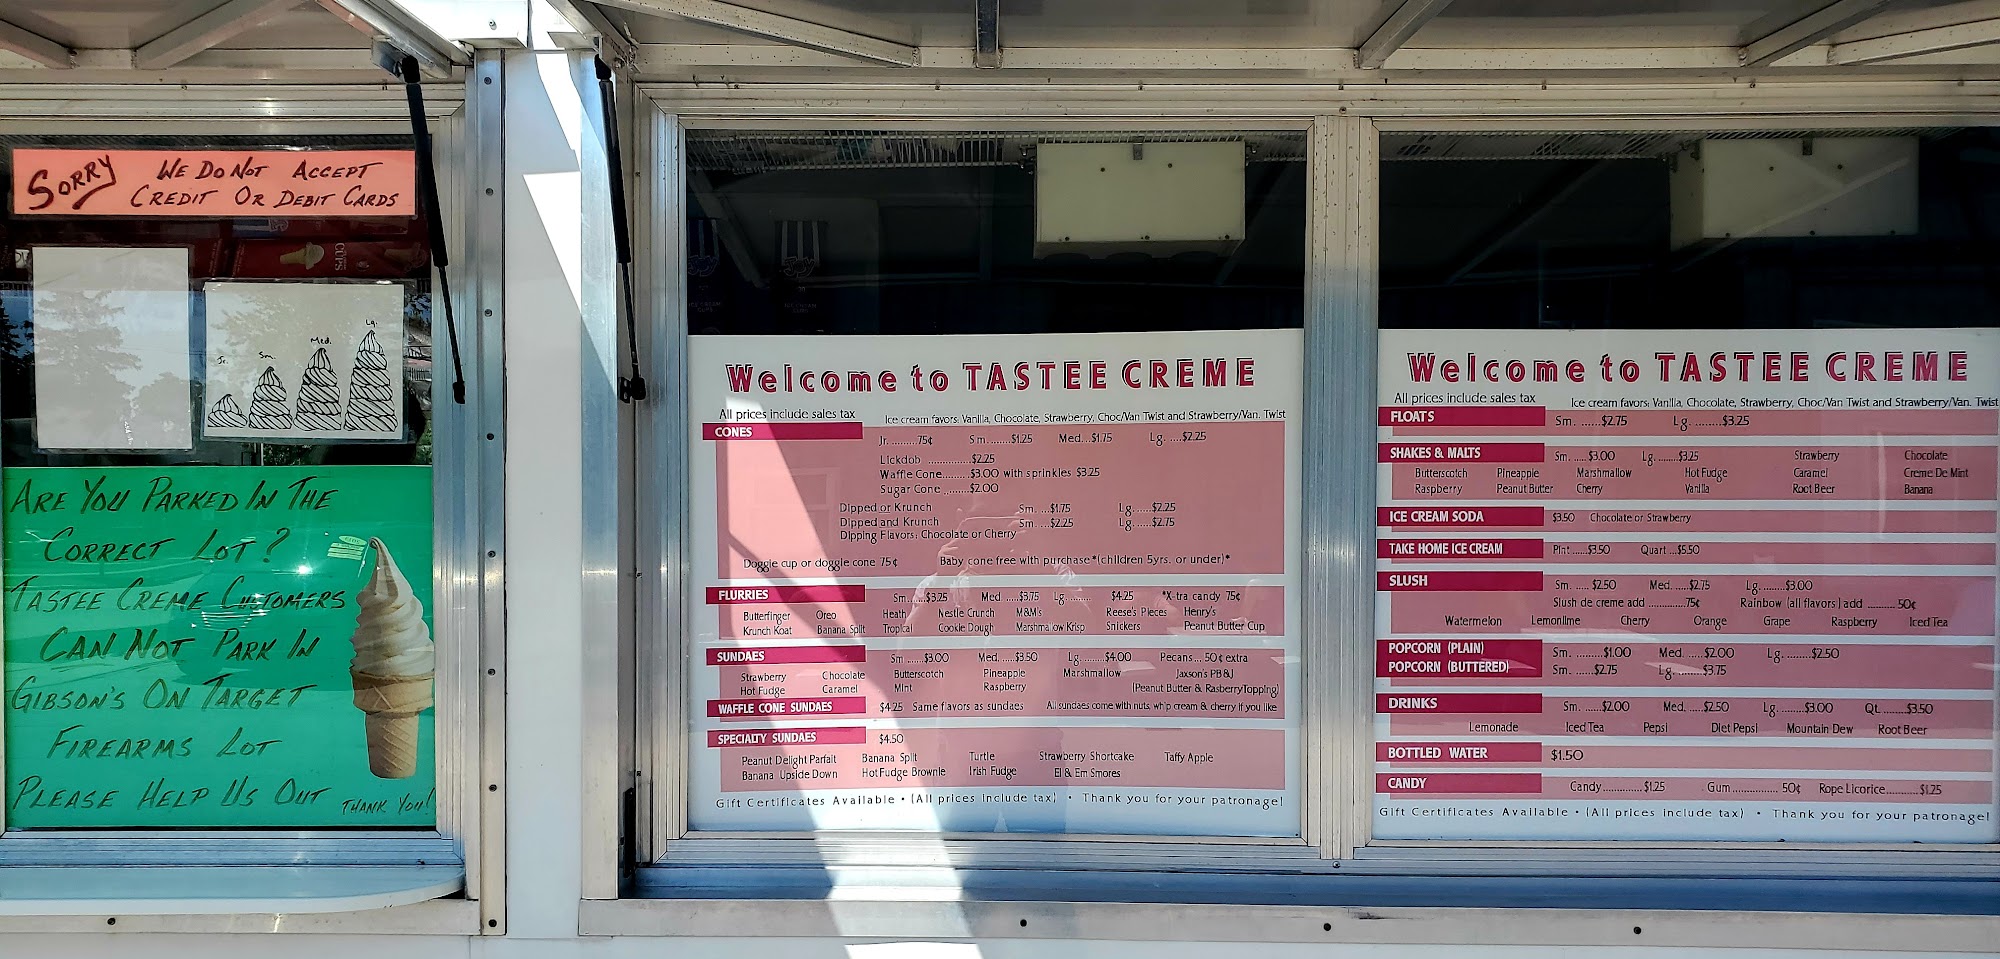 Sorry We Do Not Accept
Credit Or Debit Cards
Jr. Sm. Med. Lg.
Are You Parked In The
Correct Lot?
Tastee Creme Customers
Can Not Park In
Gibson's On Target
Firearms Lot
Please Help Us Out Thank You!
CUPS
Welcome to TASTEE CREME
All prices include sales tax Ice cream favors: Vanilla, Chocolate, Strawberry, Choc/Van Twist and Strawberry/Van. Twist
CONES
Jr. .........75¢ Sm.......$1.25 Med...$1.75 Lg. ....$2.25
Lickdob ..............$2.25
Waffle Cone.........$3.00 with sprinkles $3.25
Sugar Cone ........$2.00
Dipped or Krunch Sm. ....$1.75 Lg.......$2.25
Dipped and Krunch Sm. ....$2.25 Lg.......$2.75
Dipping Flavors: Chocolate or Cherry
Doggie cup or doggie cone 75¢ Baby cone free with purchase*(children 5yrs. or under)*
FLURRIES Sm......$3.25 Med. .....$3.75 Lg............. $4.25 *X-tra candy 75¢
Butterfinger Oreo Heath Nestle Crunch M&M's Reese's Pieces Henry's
Krunch Koat Banana Split Tropical Cookie Dough Marshmallow Krisp Snickers Peanut Butter Cup
SUNDAES Sm ......$3.00 Med. ....$3.50 Lg. .......$4.00 Pecans... 50¢ extra
Strawberry Chocolate Butterscotch Pineapple Marshmallow Jaxson's PB&J
Hot Fudge Caramel Mint Raspberry (Peanut Butter & Rasberry Topping)
WAFFLE CONE SUNDAES $4.25 Same flavors as sundaes All sundaes come with nuts, whip cream & cherry if you like
SPECIALTY SUNDAES $4.50
Peanut Delight Parfait Banana Split Turtle Strawberry Shortcake Taffy Apple
Banana Upside Down Hot Fudge Brownie Irish Fudge El & Em Smores
Gift Certificates Available • (All prices include tax) • Thank you for your patronage!
Welcome to TASTEE CREME
All prices include sales tax Ice cream favors: Vanilla, Chocolate, Strawberry, Choc/Van Twist and Strawberry/Van. Twist
FLOATS Sm. ......$2.75 Lg. ........$3.25
SHAKES & MALTS Sm. .....$3.00 Lg. .......$3.25 Strawberry Chocolate
Butterscotch Pineapple Marshmallow Hot Fudge Caramel Creme De Mint
Raspberry Peanut Butter Cherry Vanilla Root Beer Banana
ICE CREAM SODA $3.50 Chocolate or Strawberry
TAKE HOME ICE CREAM Pint ......$3.50 Quart ...$5.50
SLUSH Sm. ..... $2.50 Med. .....$2.75 Lg.........$3.00
Slush de creme add .............75¢ Rainbow (all flavors) add ..........50¢
Watermelon Lemonlime Cherry Orange Grape Raspberry Iced Tea
POPCORN (PLAIN) Sm. .........$1.00 Med. .....$2.00 Lg. ........$2.50
POPCORN (BUTTERED) Sm. .....$2.75 Lg. ........$3.75
DRINKS Sm. ......$2.00 Med. .....$2.50 Lg. .........$3.00 Qt. .......$3.50
Lemonade Iced Tea Pepsi Diet Pepsi Mountain Dew Root Beer
BOTTLED WATER $1.50
CANDY Candy.............$1.25 Gum................ 50¢ Rope Licorice...........$1.25
Gift Certificates Available • (All prices include tax) • Thank you for your patronage!